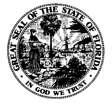 GREAT SEAL OF THE STATE OF FLORIDA
IN GOD WE TRUST